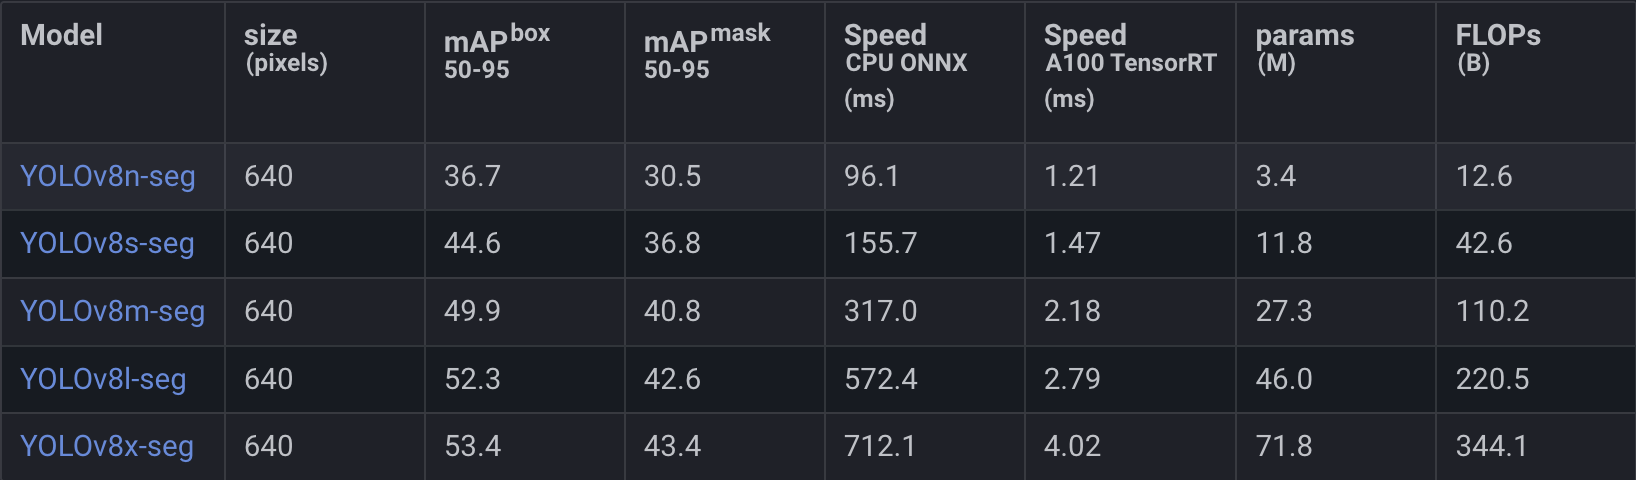 Model size (pixels) mAP^box 50-95 mAP^mask 50-95 Speed CPU ONNX (ms) Speed A100 TensorRT (ms) params (M) FLOPs (B)
YOLOv8n-seg 640 36.7 30.5 96.1 1.21 3.4 12.6
YOLOv8s-seg 640 44.6 36.8 155.7 1.47 11.8 42.6
YOLOv8m-seg 640 49.9 40.8 317.0 2.18 27.3 110.2
YOLOv8l-seg 640 52.3 42.6 572.4 2.79 46.0 220.5
YOLOv8x-seg 640 53.4 43.4 712.1 4.02 71.8 344.1